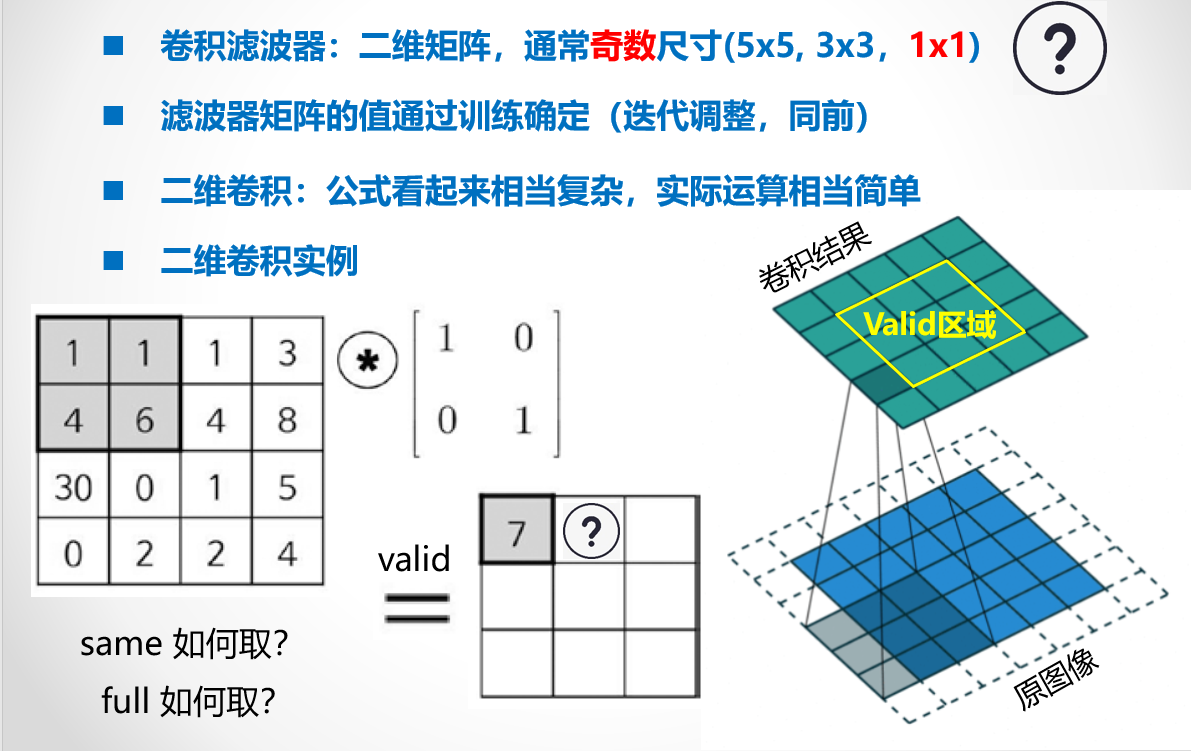 卷积滤波器：二维矩阵，通常奇数尺寸(5x5, 3x3，1x1)
?
滤波器矩阵的值通过训练确定（迭代调整，同前）
二维卷积：公式看起来相当复杂，实际运算相当简单
二维卷积实例
卷积结果
Valid区域
1 1 1 3
4 6 4 8
30 0 1 5
0 2 2 4
*
1 0
0 1
valid
=
7 ?
same 如何取？
full 如何取？
原图像